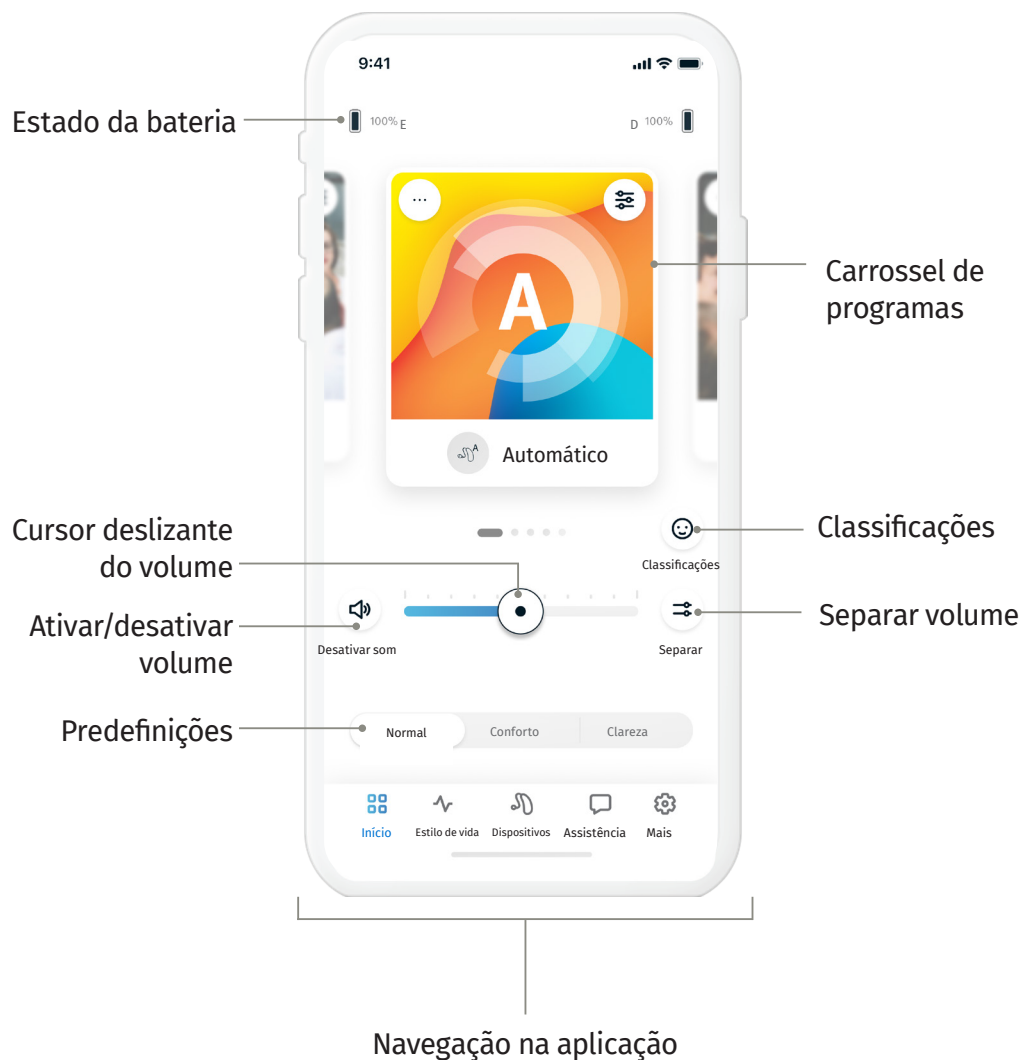 9:41
Estado da bateria
100% E
D 100%
A
Carrossel de
programas
A
Automático
Cursor deslizante
do volume
Classificações
Classificações
Ativar/desativar
volume
Separar volume
Desativar som
Separar
Predefinições
Normal
Conforto
Clareza
Início
Estilo de vida
Dispositivos
Assistência
Mais
Navegação na aplicação